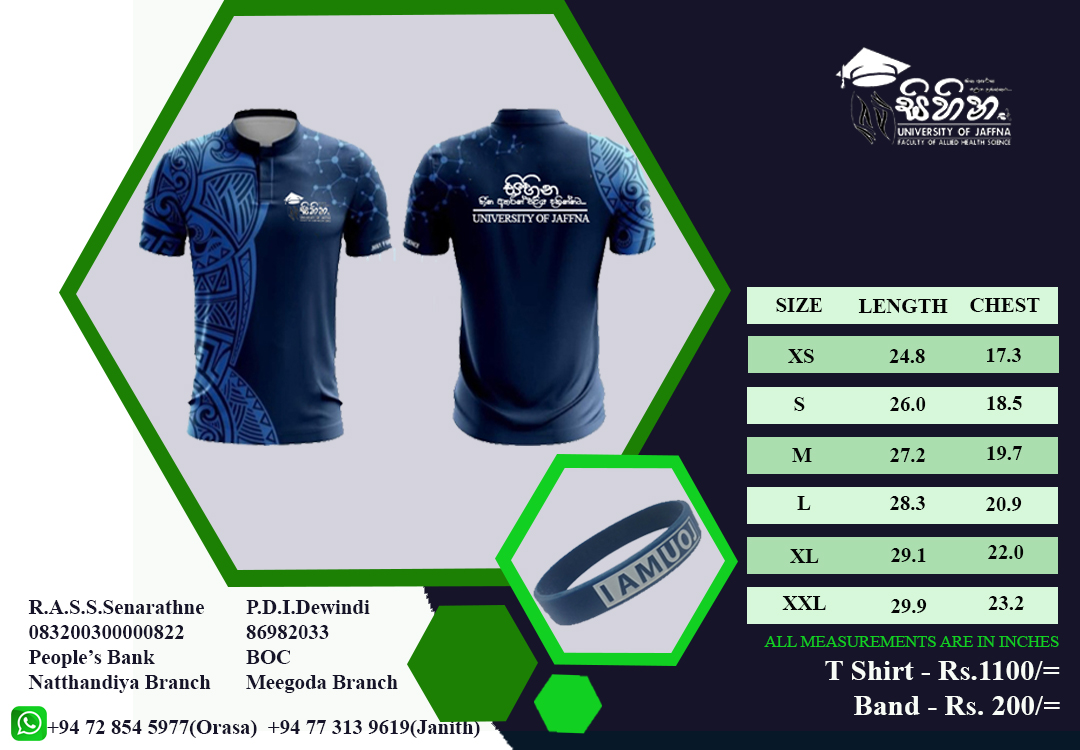 සිහින
UNIVERSITY OF JAFFNA
FACULTY OF ALLIED HEALTH SCIENCE
සිහින
සිහින
UNIVERSITY OF JAFFNA
I AM UOJ
SIZE LENGTH CHEST
XS 24.8 17.3
S 26.0 18.5
M 27.2 19.7
L 28.3 20.9
XL 29.1 22.0
XXL 29.9 23.2
ALL MEASUREMENTS ARE IN INCHES
T Shirt - Rs.1100/=
Band - Rs. 200/=
R.A.S.S.Senarathne
083200300000822
People’s Bank
Natthandiya Branch
P.D.I.Dewindi
86982033
BOC
Meegoda Branch
+94 72 854 5977(Orasa) +94 77 313 9619(Janith)